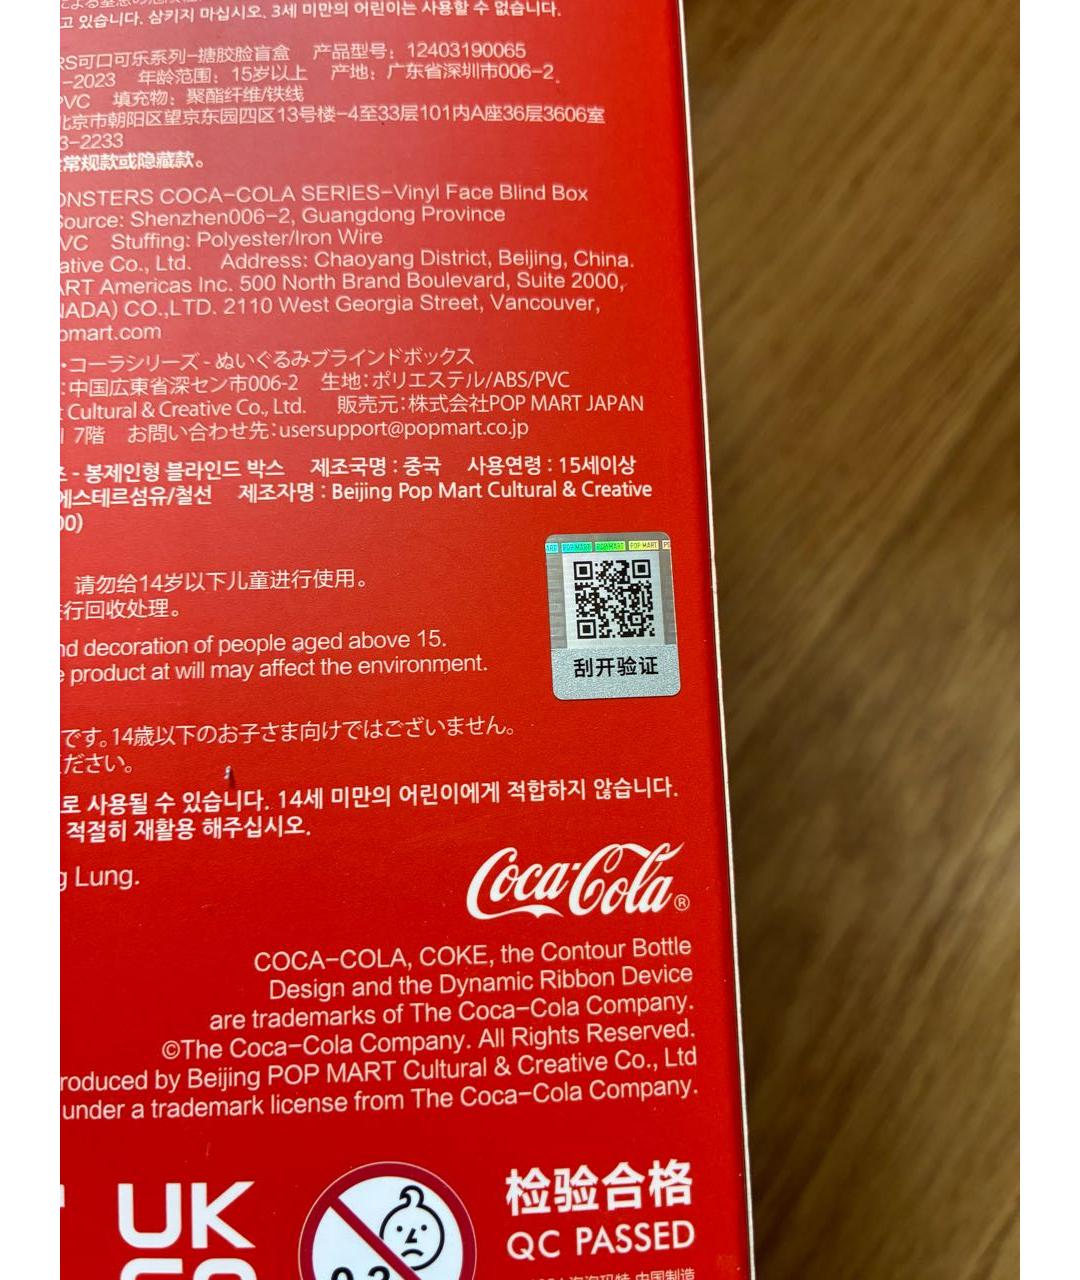 고 있습니다. 삼키지 마십시오. 3세 미만의 어린이는 사용할 수 없습니다.
RS可口可乐系列-搪胶脸盲盒 产品型号：12403190065
-2023 年龄范围：15岁以上 产地：广东省深圳市006-2
PVC 填充物：聚酯纤维/铁线
北京市朝阳区望京东园四区13号楼-4至33层101内A座36层3606室
3-2233
常规款或隐藏款。
ONSTERS COCA-COLA SERIES-Vinyl Face Blind Box
Source: Shenzhen006-2, Guangdong Province
VC Stuffing: Polyester/Iron Wire
ative Co., Ltd. Address: Chaoyang District, Beijing, China.
ART Americas Inc. 500 North Brand Boulevard, Suite 2000,
NADA) CO.,LTD. 2110 West Georgia Street, Vancouver,
omart.com
・コーラシリーズ - ぬいぐるみブラインドボックス
:中国広東省深セン市006-2 生地:ポリエステル/ABS/PVC
t Cultural & Creative Co., Ltd. 販売元:株式会社POP MART JAPAN
7階 お問い合わせ先:usersupport@popmart.co.jp
즈 - 봉제인형 블라인드 박스 제조국명 : 중국 사용연령 : 15세이상
에스테르섬유/철선 제조자명 : Beijing Pop Mart Cultural & Creative
00)
POP MART POP MART POP MART
刮开验证
请勿给14岁以下儿童进行使用。
行回收处理。
nd decoration of people aged above 15.
e product at will may affect the environment.
です。14歳以下のお子さま向けではございません。
ください。
로 사용될 수 있습니다. 14세 미만의 어린이에게 적합하지 않습니다.
적절히 재활용 해주십시오.
g Lung.
Coca-Cola®
COCA-COLA, COKE, the Contour Bottle
Design and the Dynamic Ribbon Device
are trademarks of The Coca-Cola Company.
©The Coca-Cola Company. All Rights Reserved.
roduced by Beijing POP MART Cultural & Creative Co., Ltd
under a trademark license from The Coca-Cola Company.
UK
CA
0-3
检验合格
QC PASSED